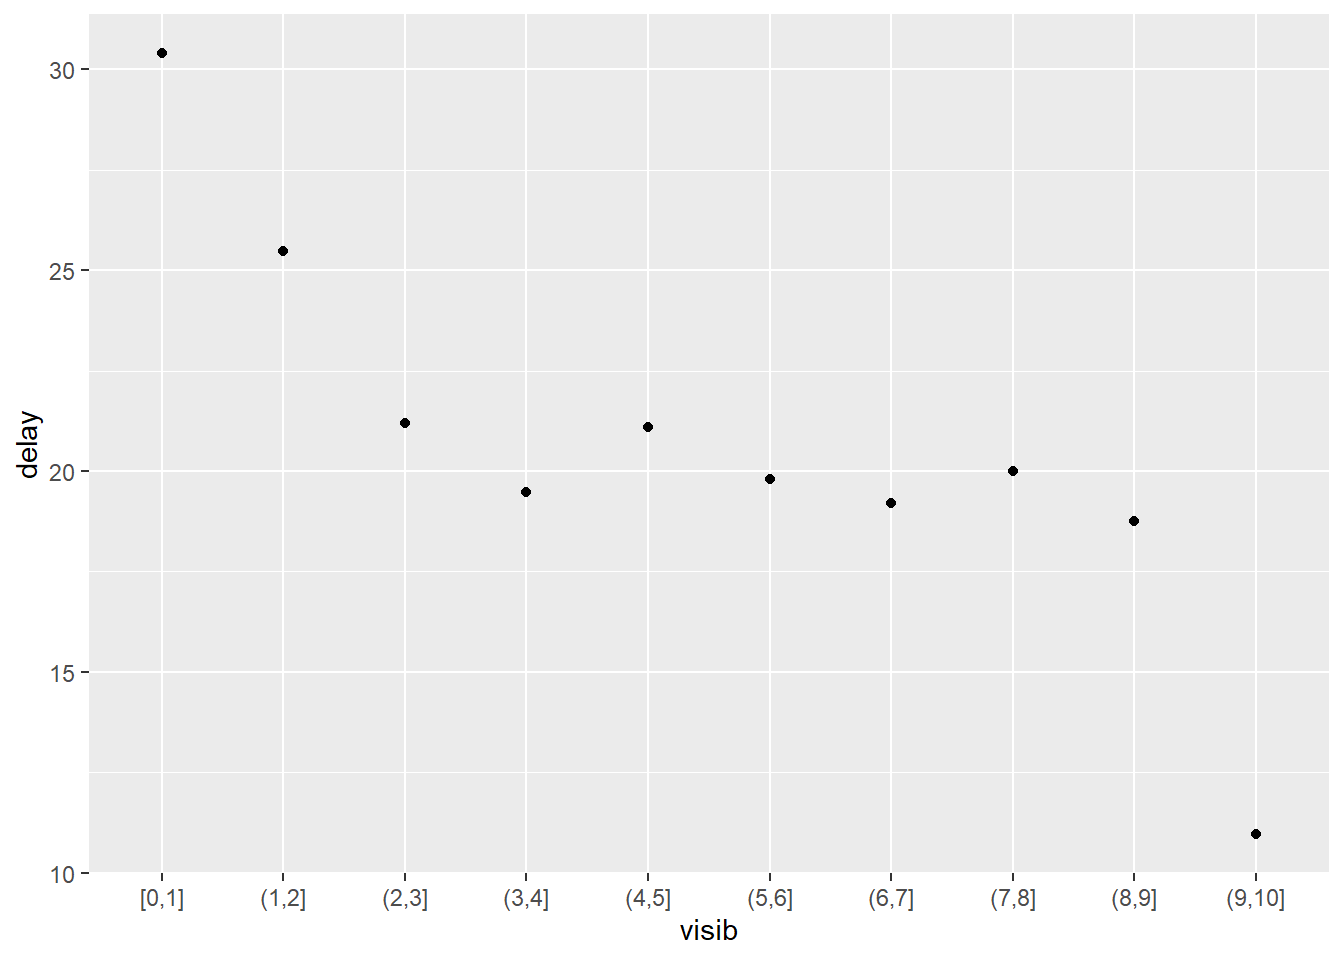 delay
30
25
20
15
10
[0,1] (1,2] (2,3] (3,4] (4,5] (5,6] (6,7] (7,8] (8,9] (9,10]
visib